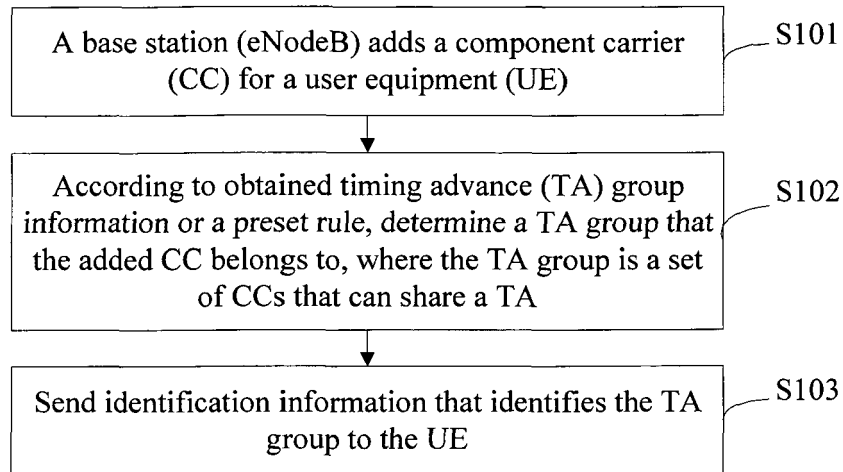 A base station (eNodeB) adds a component carrier
(CC) for a user equipment (UE)
S101
According to obtained timing advance (TA) group
information or a preset rule, determine a TA group that
the added CC belongs to, where the TA group is a set
of CCs that can share a TA
S102
Send identification information that identifies the TA
group to the UE
S103